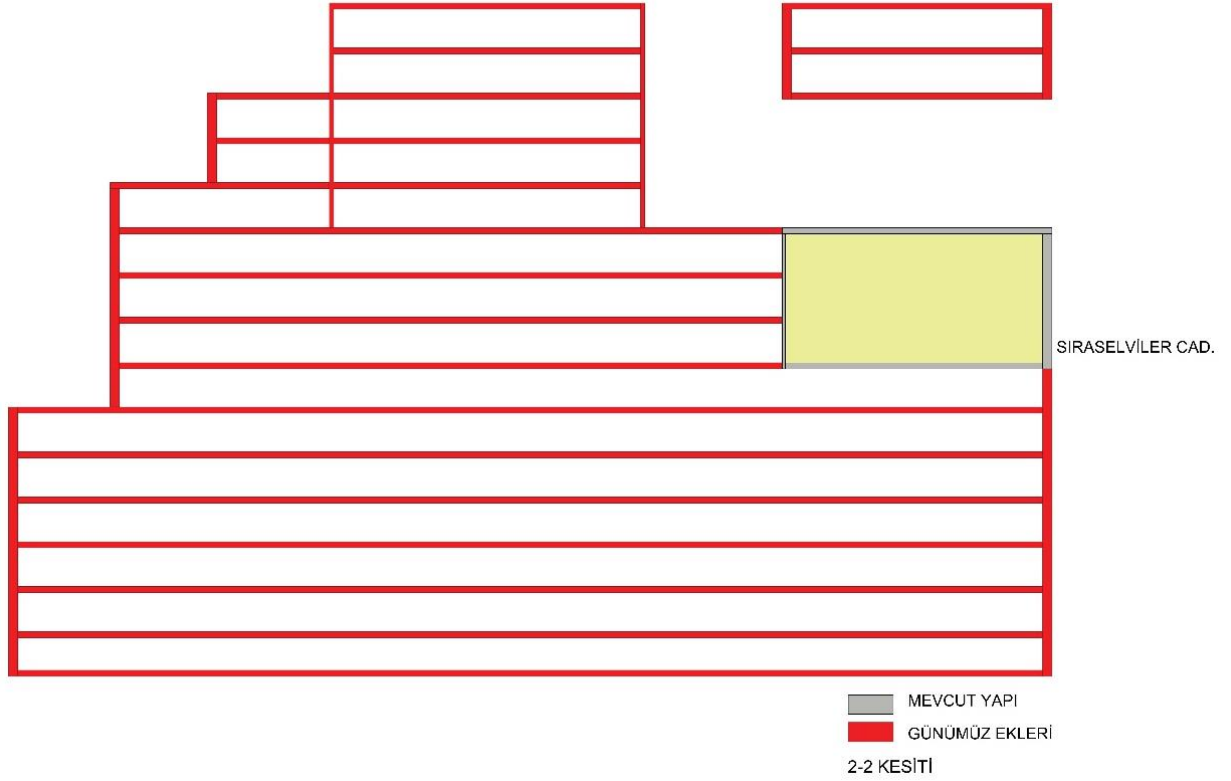 SIRASELVİLER CAD.
MEVCUT YAPI
GÜNÜMÜZ EKLERİ
2-2 KESİTİ